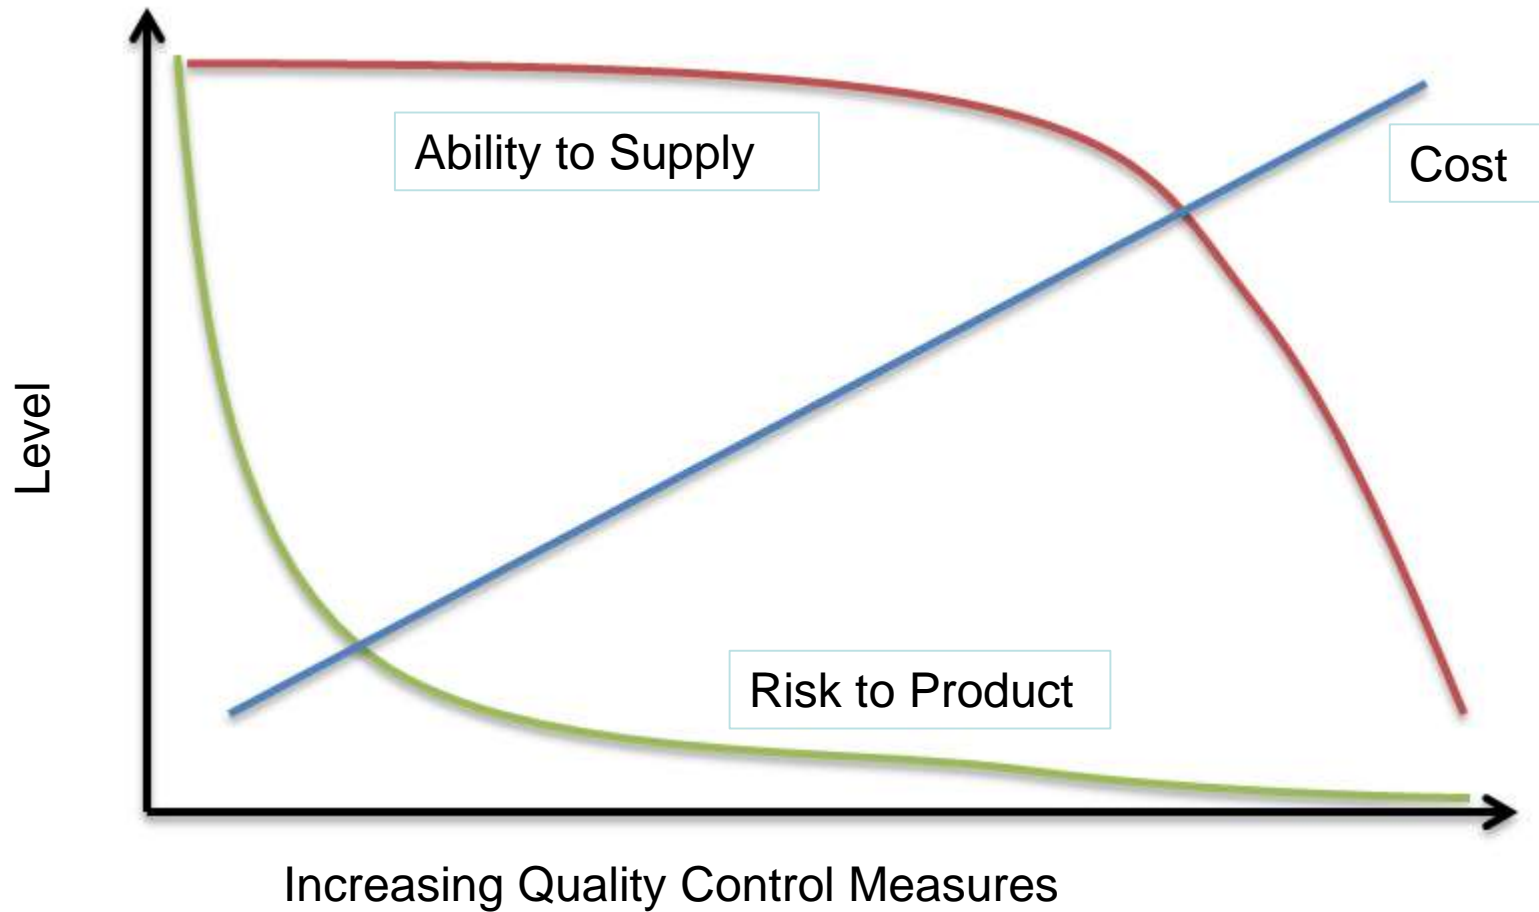 Ability to Supply
Cost
Level
Risk to Product
Increasing Quality Control Measures